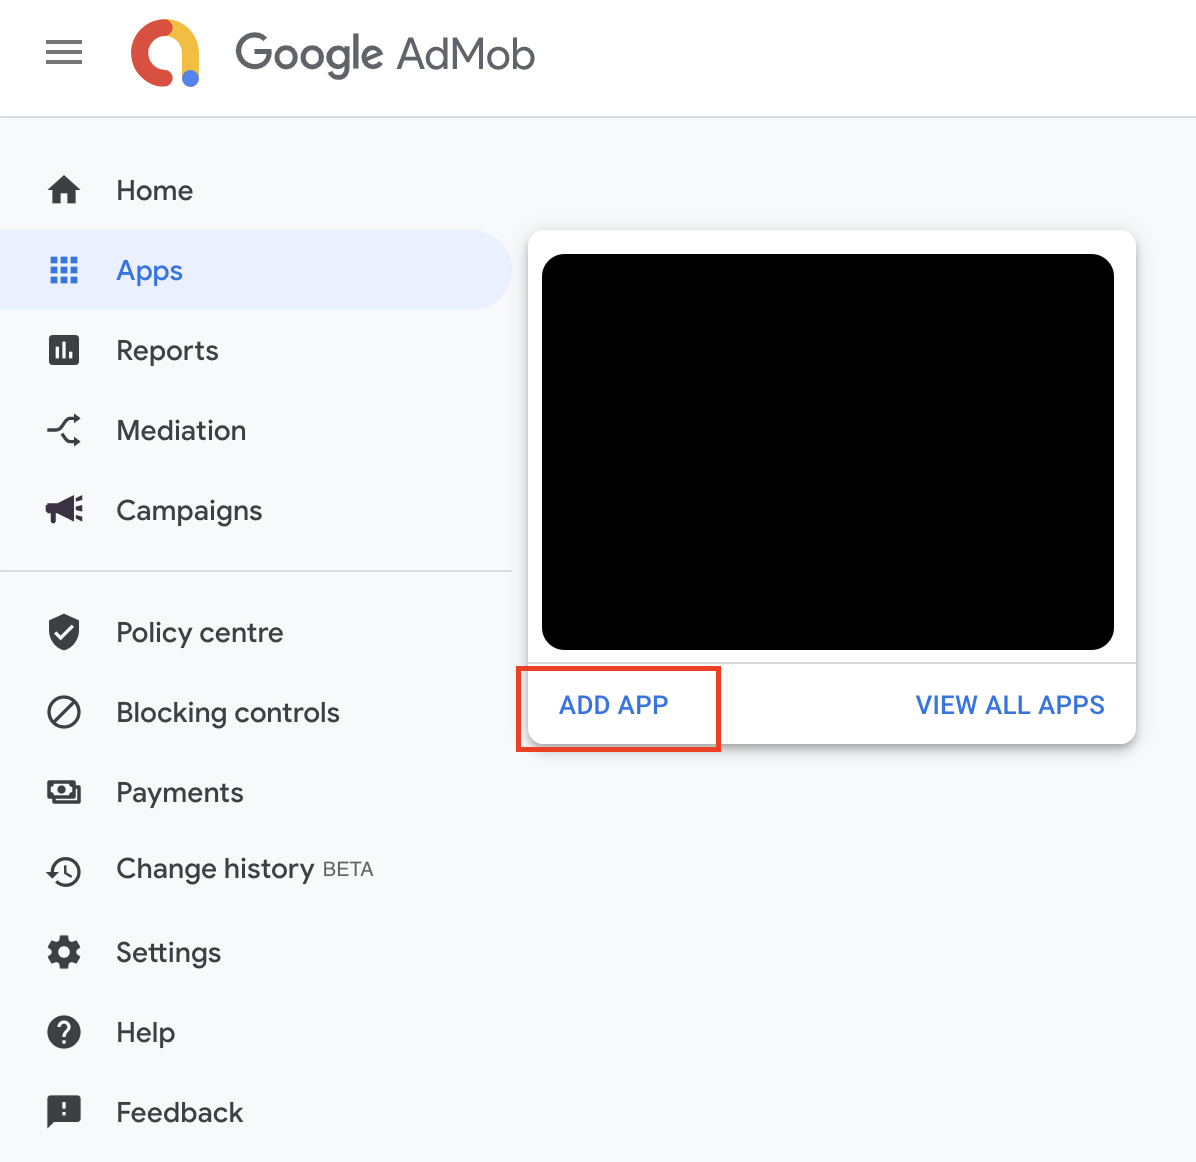 Google AdMob
Home
Apps
Reports
Mediation
Campaigns
Policy centre
Blocking controls
Payments
Change history BETA
Settings
Help
Feedback
ADD APP
VIEW ALL APPS